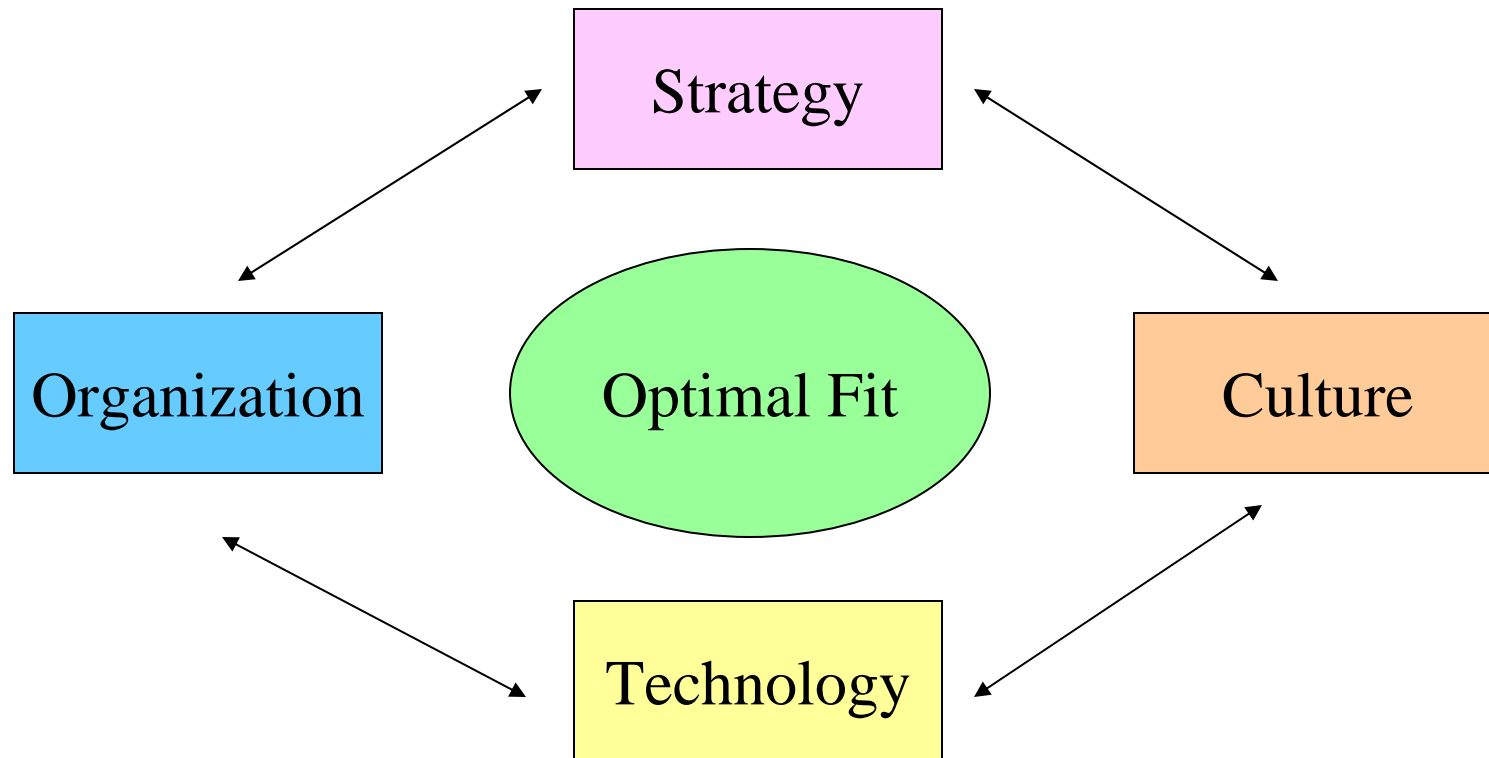 Strategy
Organization
Optimal Fit
Culture
Technology